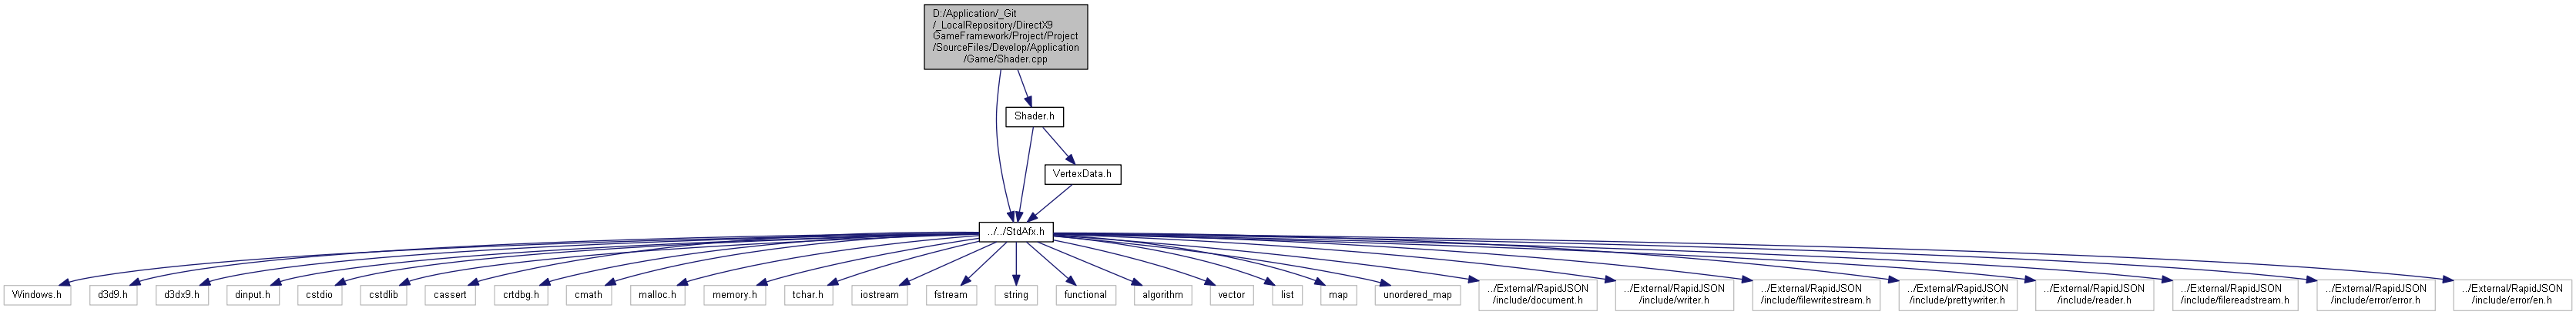 D:/Application/_Git
/_LocalRepository/DirectX9
GameFramework/Project/Project
/SourceFiles/Develop/Application
/Game/Shader.cpp
Shader.h
VertexData.h
../../StdAfx.h
Windows.h
d3d9.h
d3dx9.h
dinput.h
cstdio
cstdlib
cassert
crtdbg.h
cmath
malloc.h
memory.h
tchar.h
iostream
fstream
string
functional
algorithm
vector
list
map
unordered_map
../External/RapidJSON
/include/document.h
../External/RapidJSON
/include/writer.h
../External/RapidJSON
/include/filewritestream.h
../External/RapidJSON
/include/prettywriter.h
../External/RapidJSON
/include/reader.h
../External/RapidJSON
/include/filereadstream.h
../External/RapidJSON
/include/error/error.h
../External/RapidJSON
/include/error/en.h